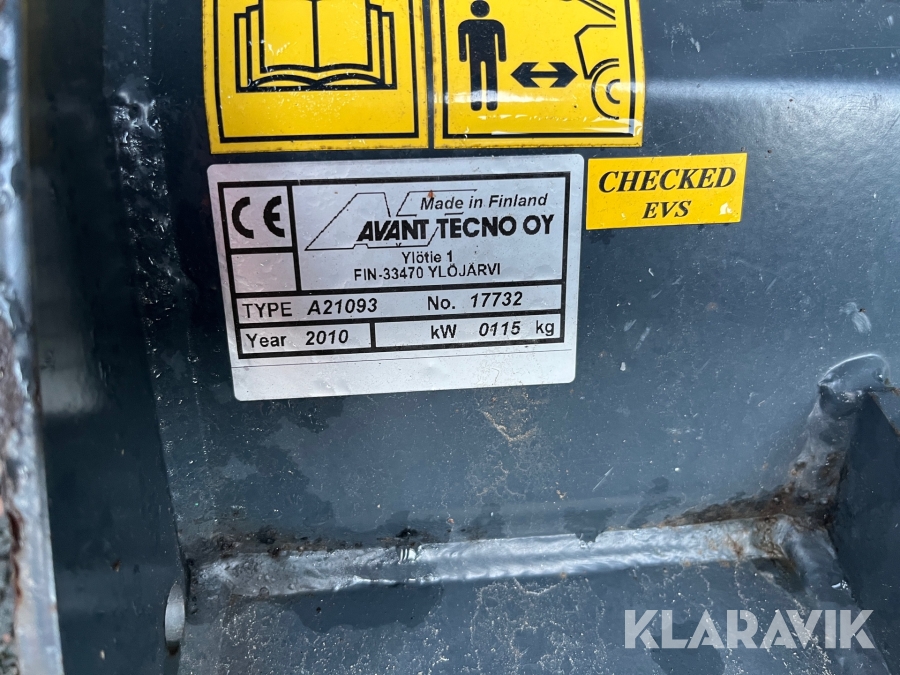 CE
Made in Finland
AVANT TECNO OY
Ylötie 1
FIN-33470 YLÖJÄRVI
TYPE A21093 No. 17732
Year 2010 kW 0115 kg
CHECKED
EVS
KLARAVIK